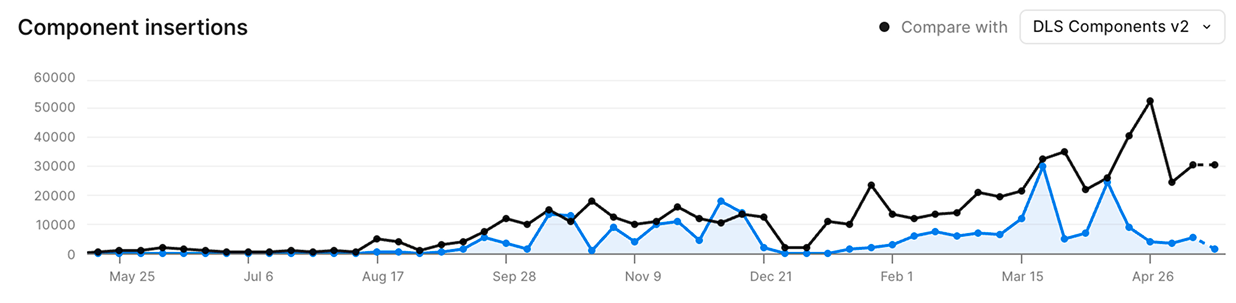 Component insertions
Compare with DLS Components v2
60000
50000
40000
30000
20000
10000
0
May 25 Jul 6 Aug 17 Sep 28 Nov 9 Dec 21 Feb 1 Mar 15 Apr 26